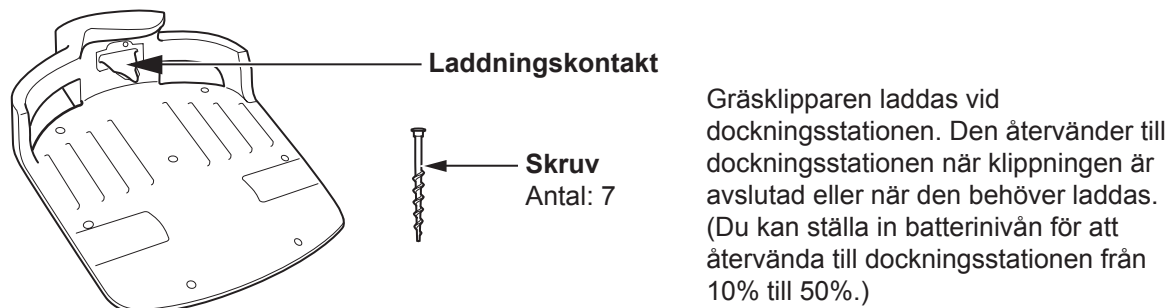 Laddningskontakt
Skruv
Antal: 7
Gräsklipparen laddas vid
dockningsstationen. Den återvänder till
dockningsstationen när klippningen är
avslutad eller när den behöver laddas.
(Du kan ställa in batterinivån för att
återvända till dockningsstationen från
10% till 50%.)